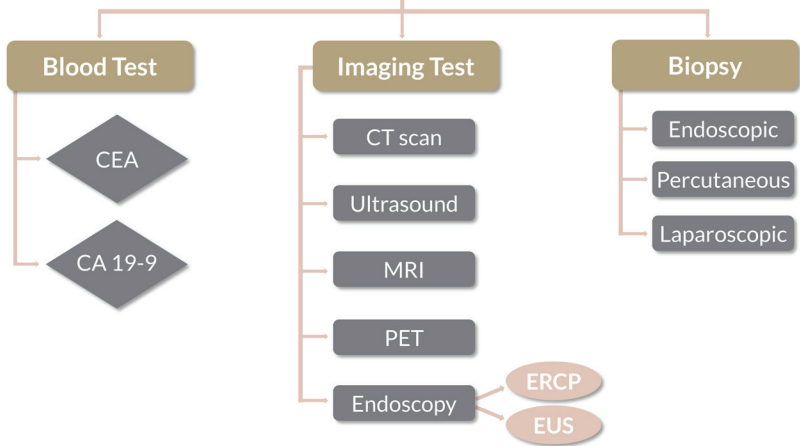 Blood Test
CEA
CA 19-9
Imaging Test
CT scan
Ultrasound
MRI
PET
Endoscopy
ERCP
EUS
Biopsy
Endoscopic
Percutaneous
Laparoscopic